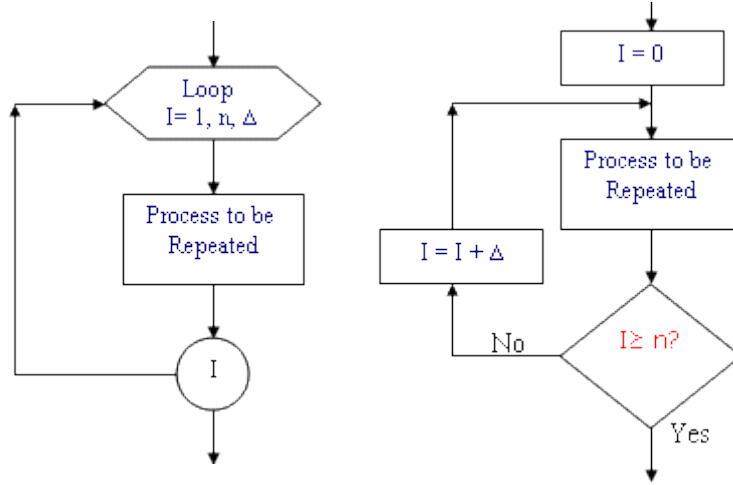 Loop
I= 1, n, Δ
Process to be
Repeated
I
I = 0
Process to be
Repeated
I = I + Δ
I≥ n?
No
Yes